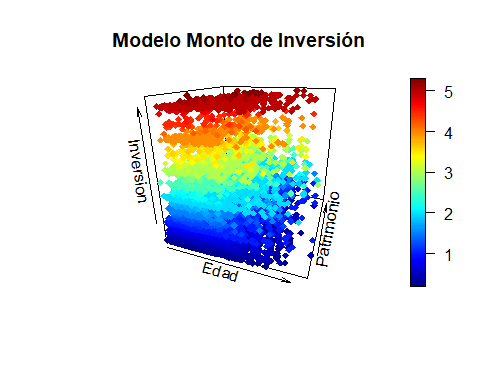 Modelo Monto de Inversión
Inversion
Edad
Patrimonio
5
4
3
2
1